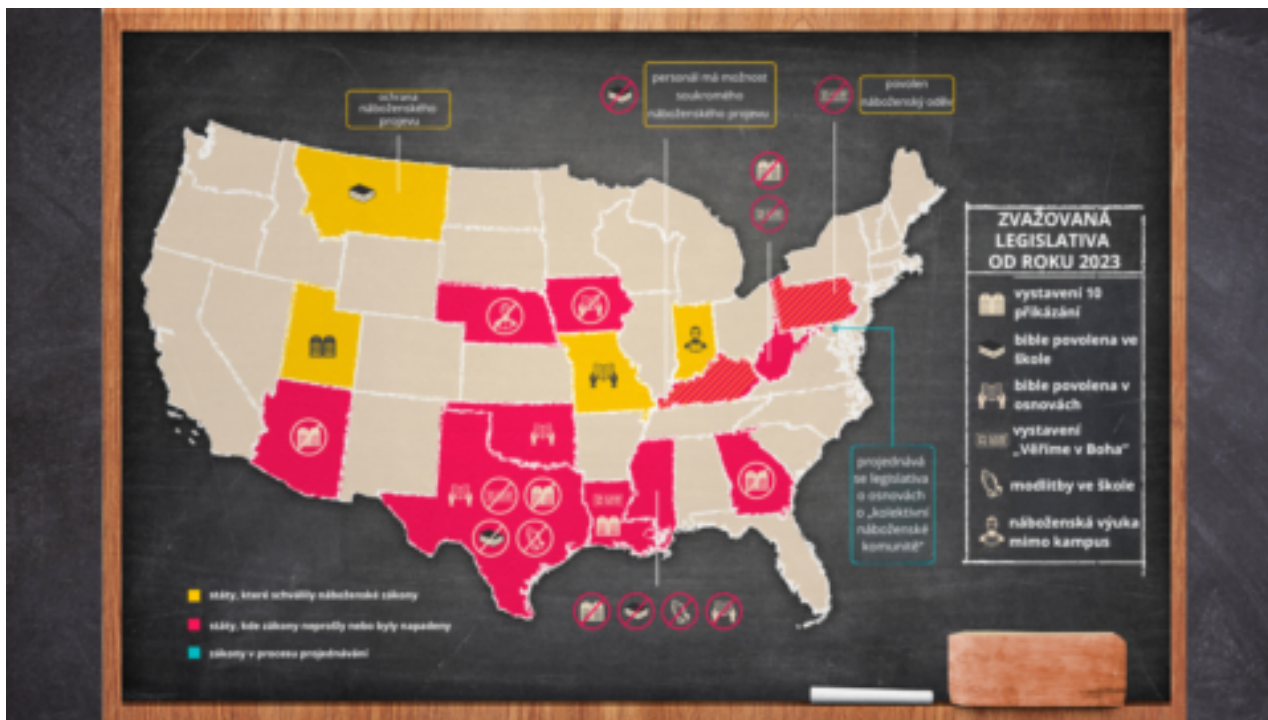 ochrana
náboženského
projevu
personál má možnost
soukromého
náboženského projevu
povolen
náboženský oděv
ZVAŽOVANÁ
LEGISLATIVA
OD ROKU 2023
vystavení 10
přikázání
bible povolena ve
škole
bible povolena v
osnovách
vystavení
„Věříme v Boha“
modlitby ve škole
náboženská výuka
mimo kampus
projednává
se legislativa
o osnovách
o „kolektivní
náboženské
komunitě“
státy, které schválily náboženské zákony
státy, kde zákony neprošly nebo byly napadeny
zákony v procesu projednávání